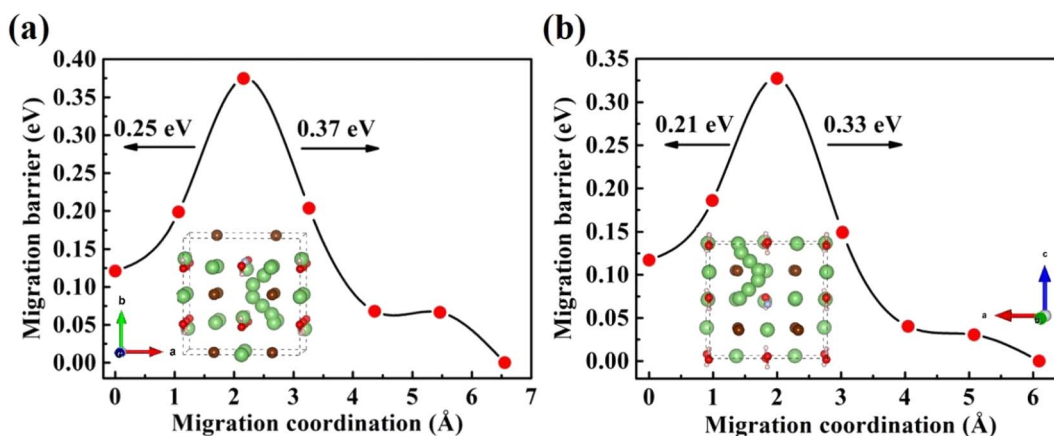 (a)
0.40
0.35
0.30
0.25
0.20
0.15
0.10
0.05
0.00
Migration barrier (eV)
0.25 eV
0.37 eV
b
a
0 1 2 3 4 5 6 7
Migration coordination (Å)
(b)
0.35
0.30
0.25
0.20
0.15
0.10
0.05
0.00
Migration barrier (eV)
0.21 eV
0.33 eV
c
a
b
0 1 2 3 4 5 6
Migration coordination (Å)